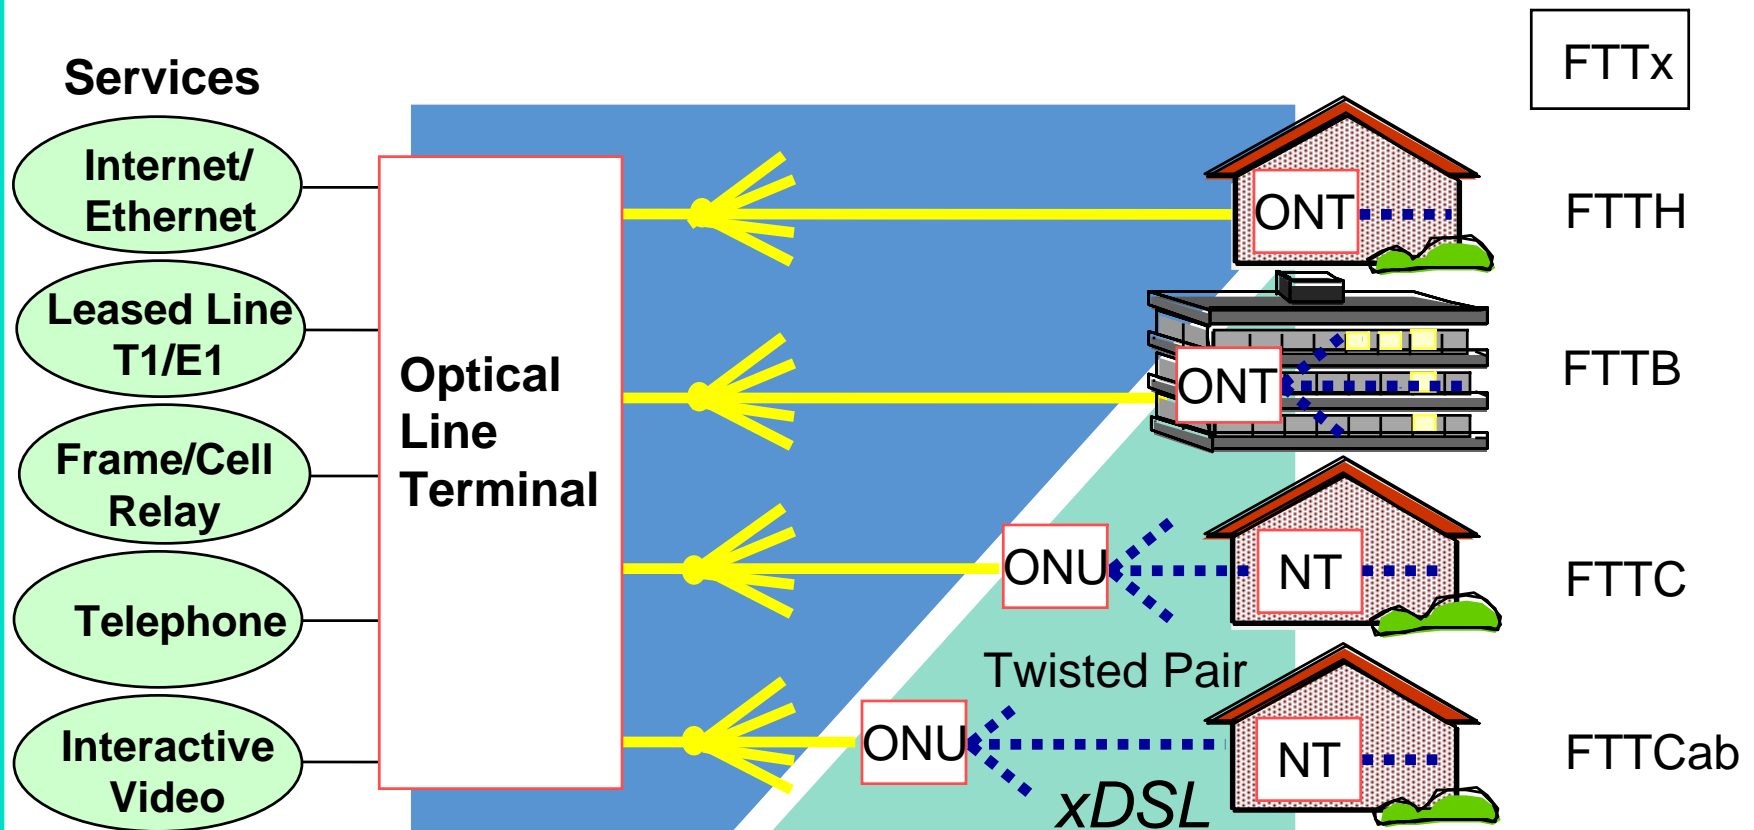 FTTx
Services
Internet/
Ethernet
Leased Line
T1/E1
Frame/Cell
Relay
Telephone
Interactive
Video
Optical
Line
Terminal
ONT
FTTH
ONT
FTTB
ONU
NT
FTTC
Twisted Pair
ONU
NT
FTTCab
xDSL